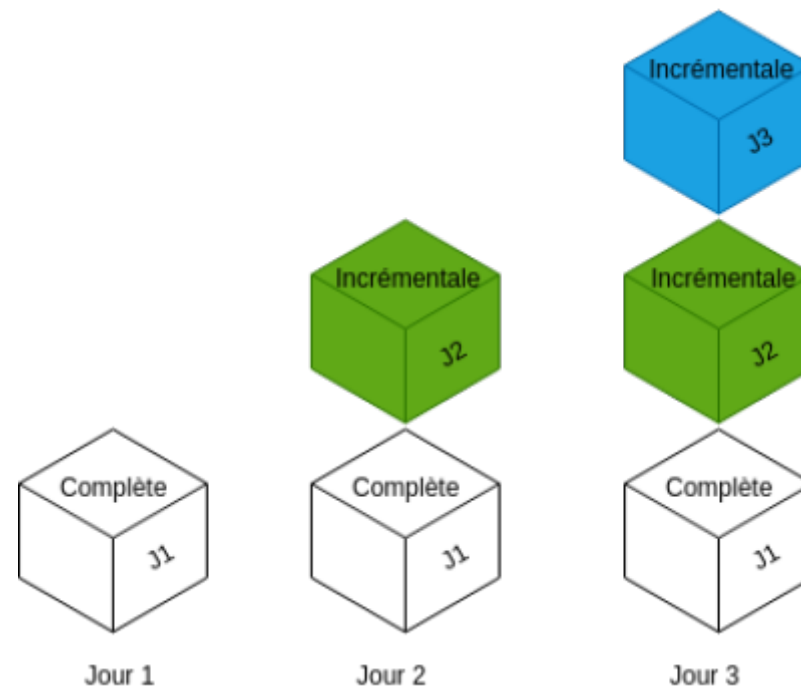 Incrémentale
J3
Incrémentale
J2
Incrémentale
J2
Complète
J1
Complète
J1
Complète
J1
Jour 1
Jour 2
Jour 3